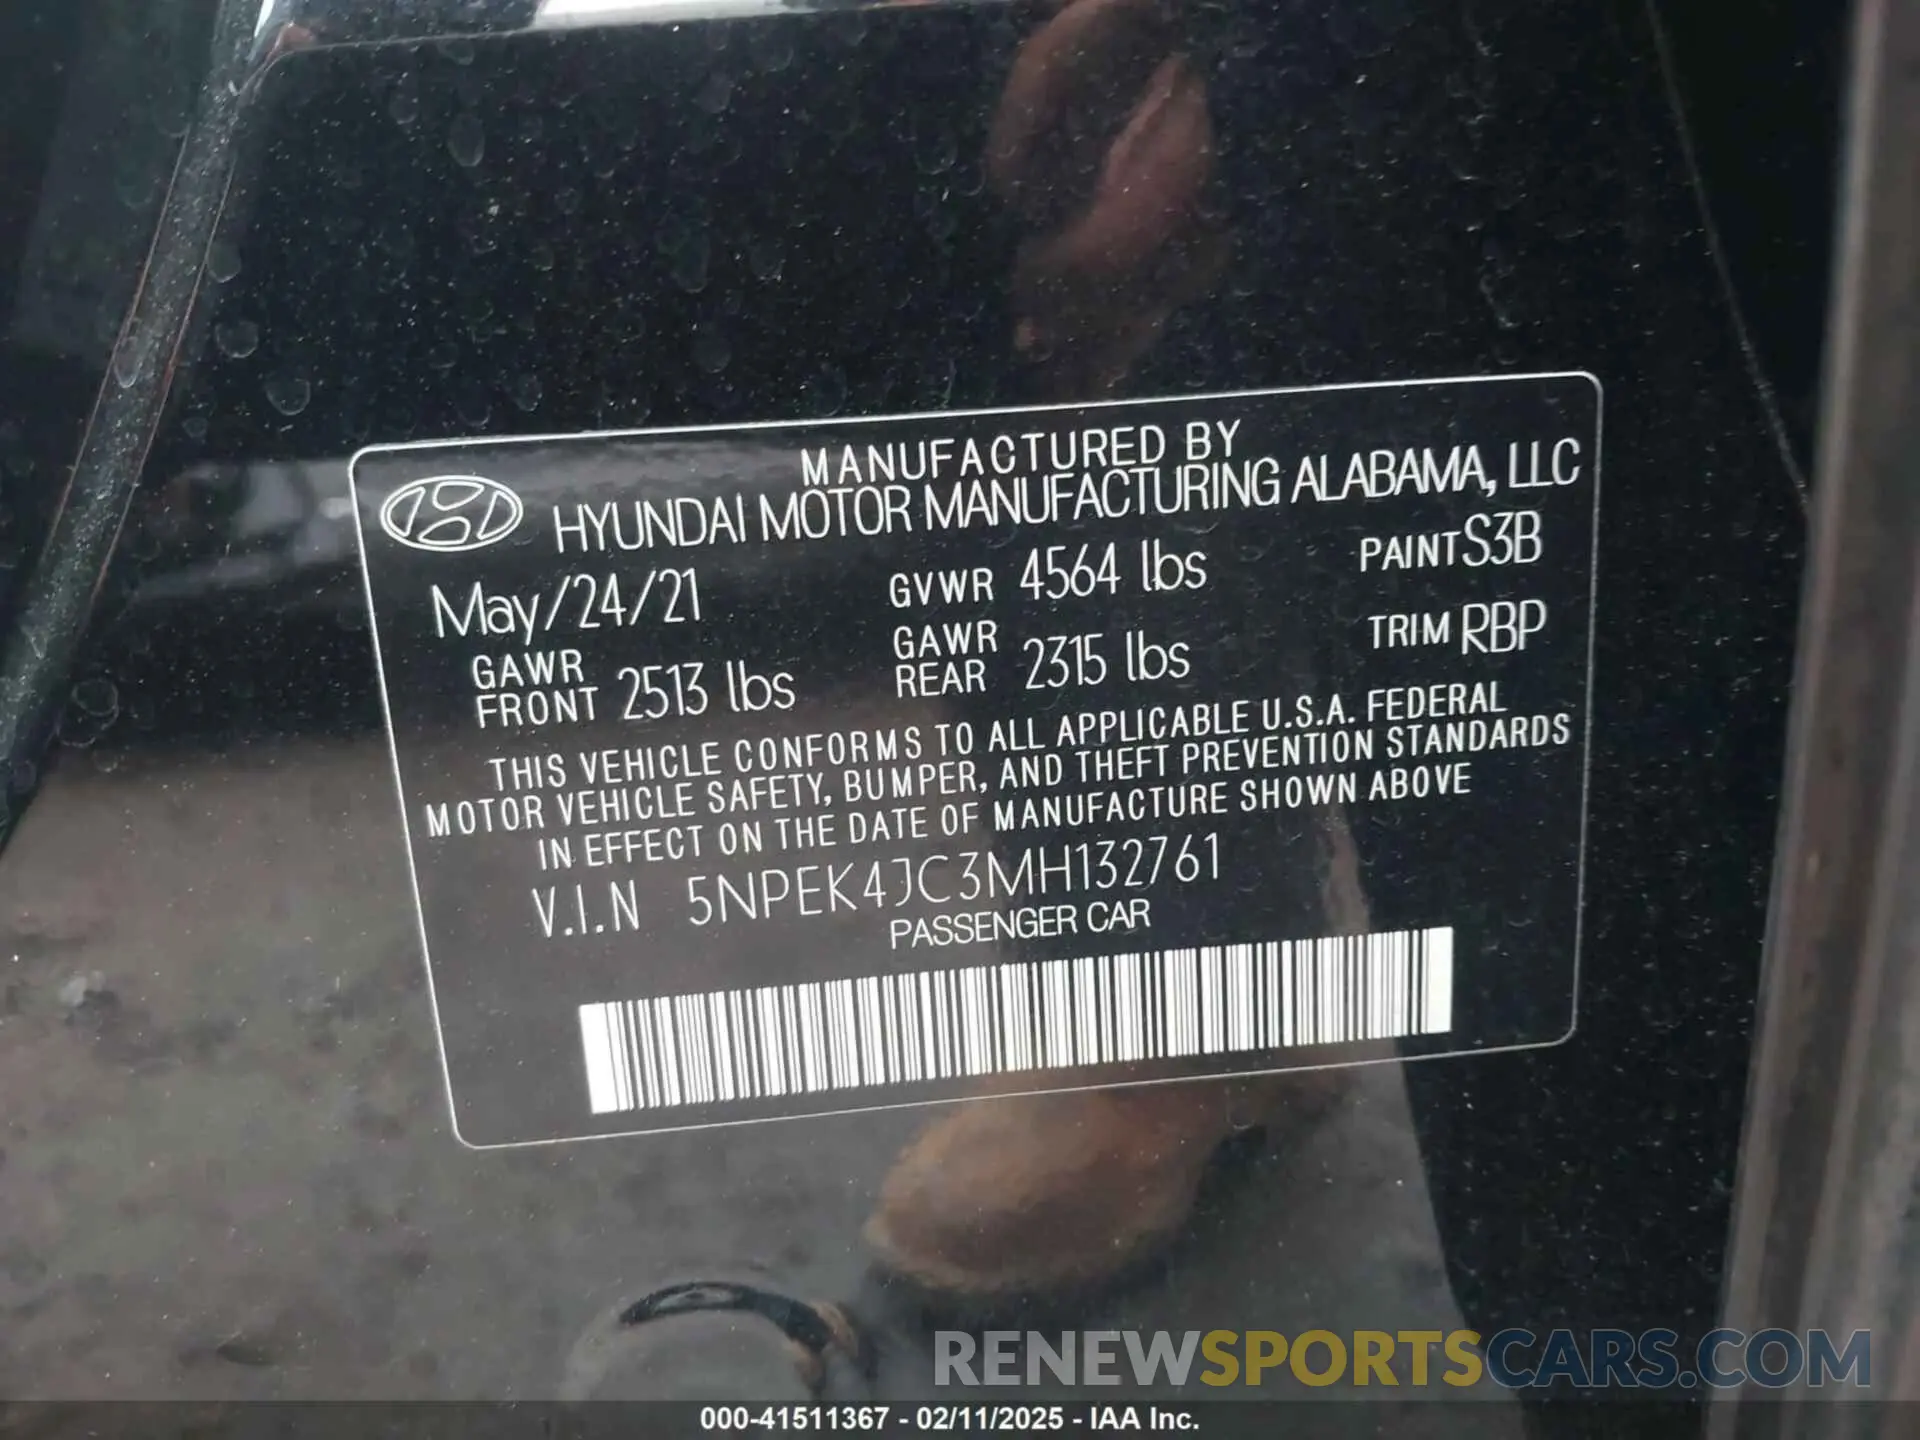 MANUFACTURED BY
HYUNDAI MOTOR MANUFACTURING ALABAMA, LLC
May/24/21 GVWR 4564 lbs PAINT S3B
GAWR FRONT 2513 lbs GAWR REAR 2315 lbs TRIM RBP
THIS VEHICLE CONFORMS TO ALL APPLICABLE U.S.A. FEDERAL
MOTOR VEHICLE SAFETY, BUMPER, AND THEFT PREVENTION STANDARDS
IN EFFECT ON THE DATE OF MANUFACTURE SHOWN ABOVE
V.I.N 5NPEK4JC3MH132761
PASSENGER CAR
RENEWSPORTSCARS.COM
000-41511367 - 02/11/2025 - IAA Inc.